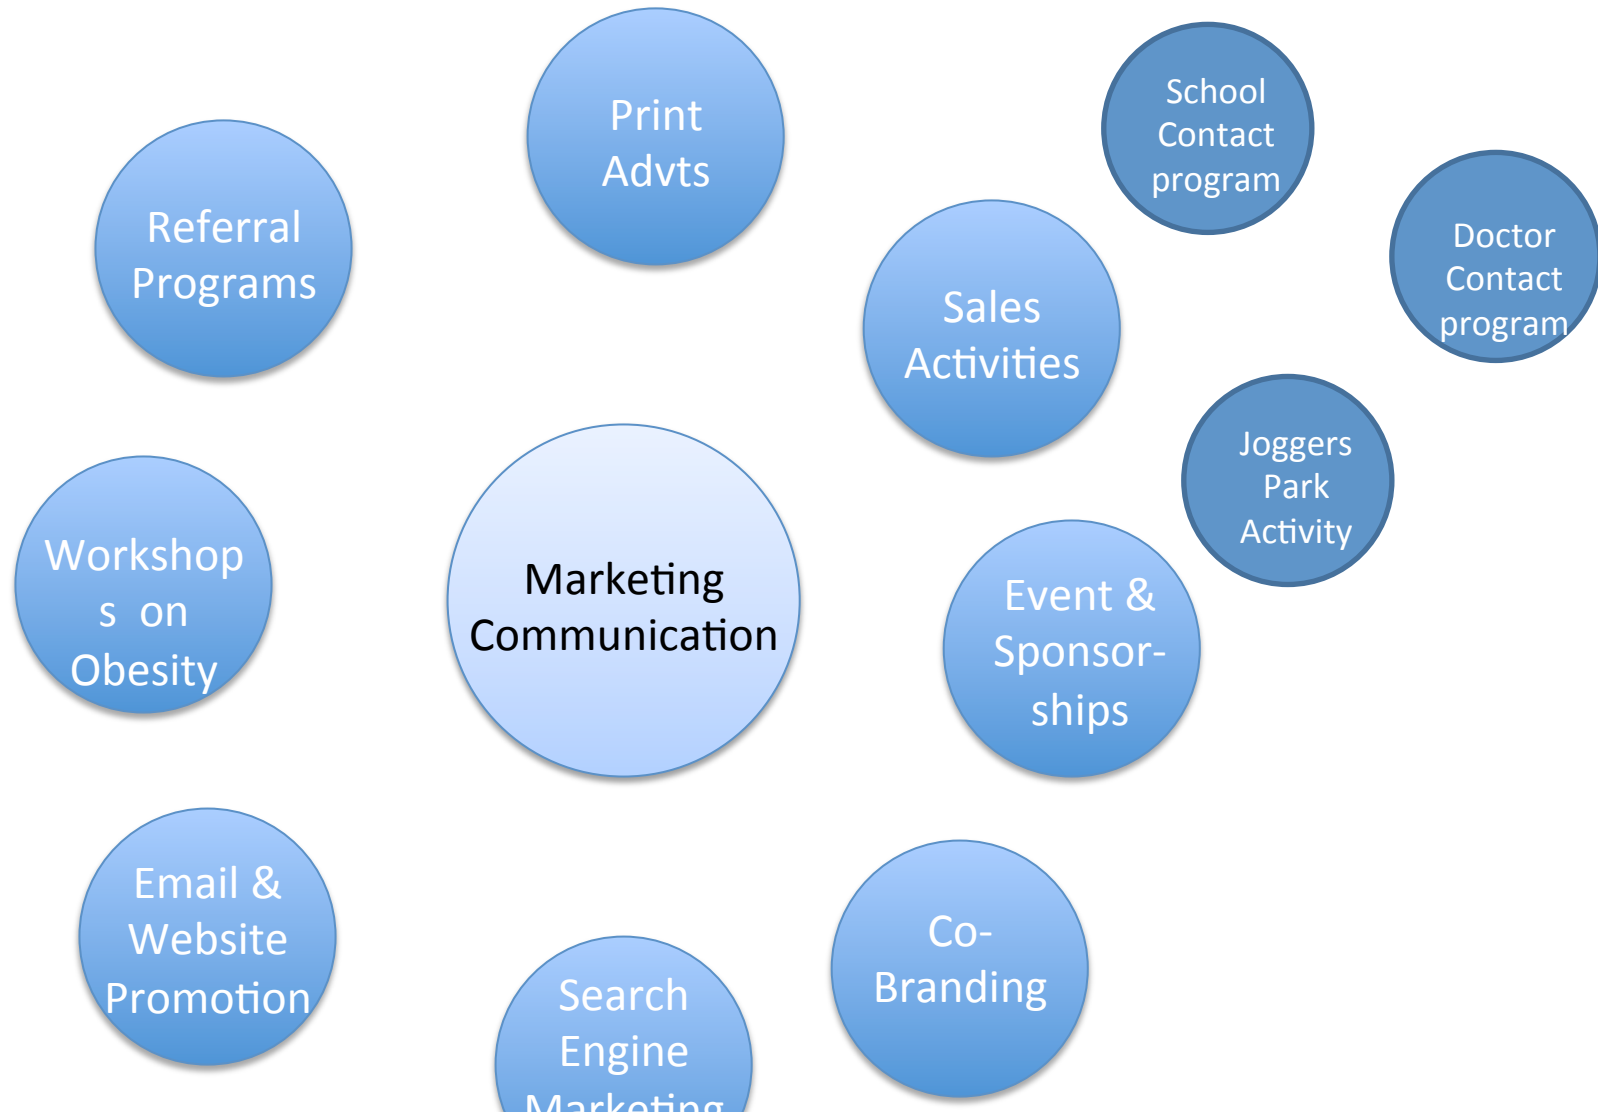 Print
Advts
School
Contact
program
Referral
Programs
Doctor
Contact
program
Sales
Activities
Joggers
Park
Activity
Marketing
Communication
Workshop
s on
Obesity
Event &
Sponsor-
ships
Email &
Website
Promotion
Co-
Branding
Search
Engine
Marketing